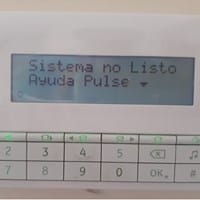 Sistema no Listo
Ayuda Pulse
2 3 4 5
7 8 9 0 OK #